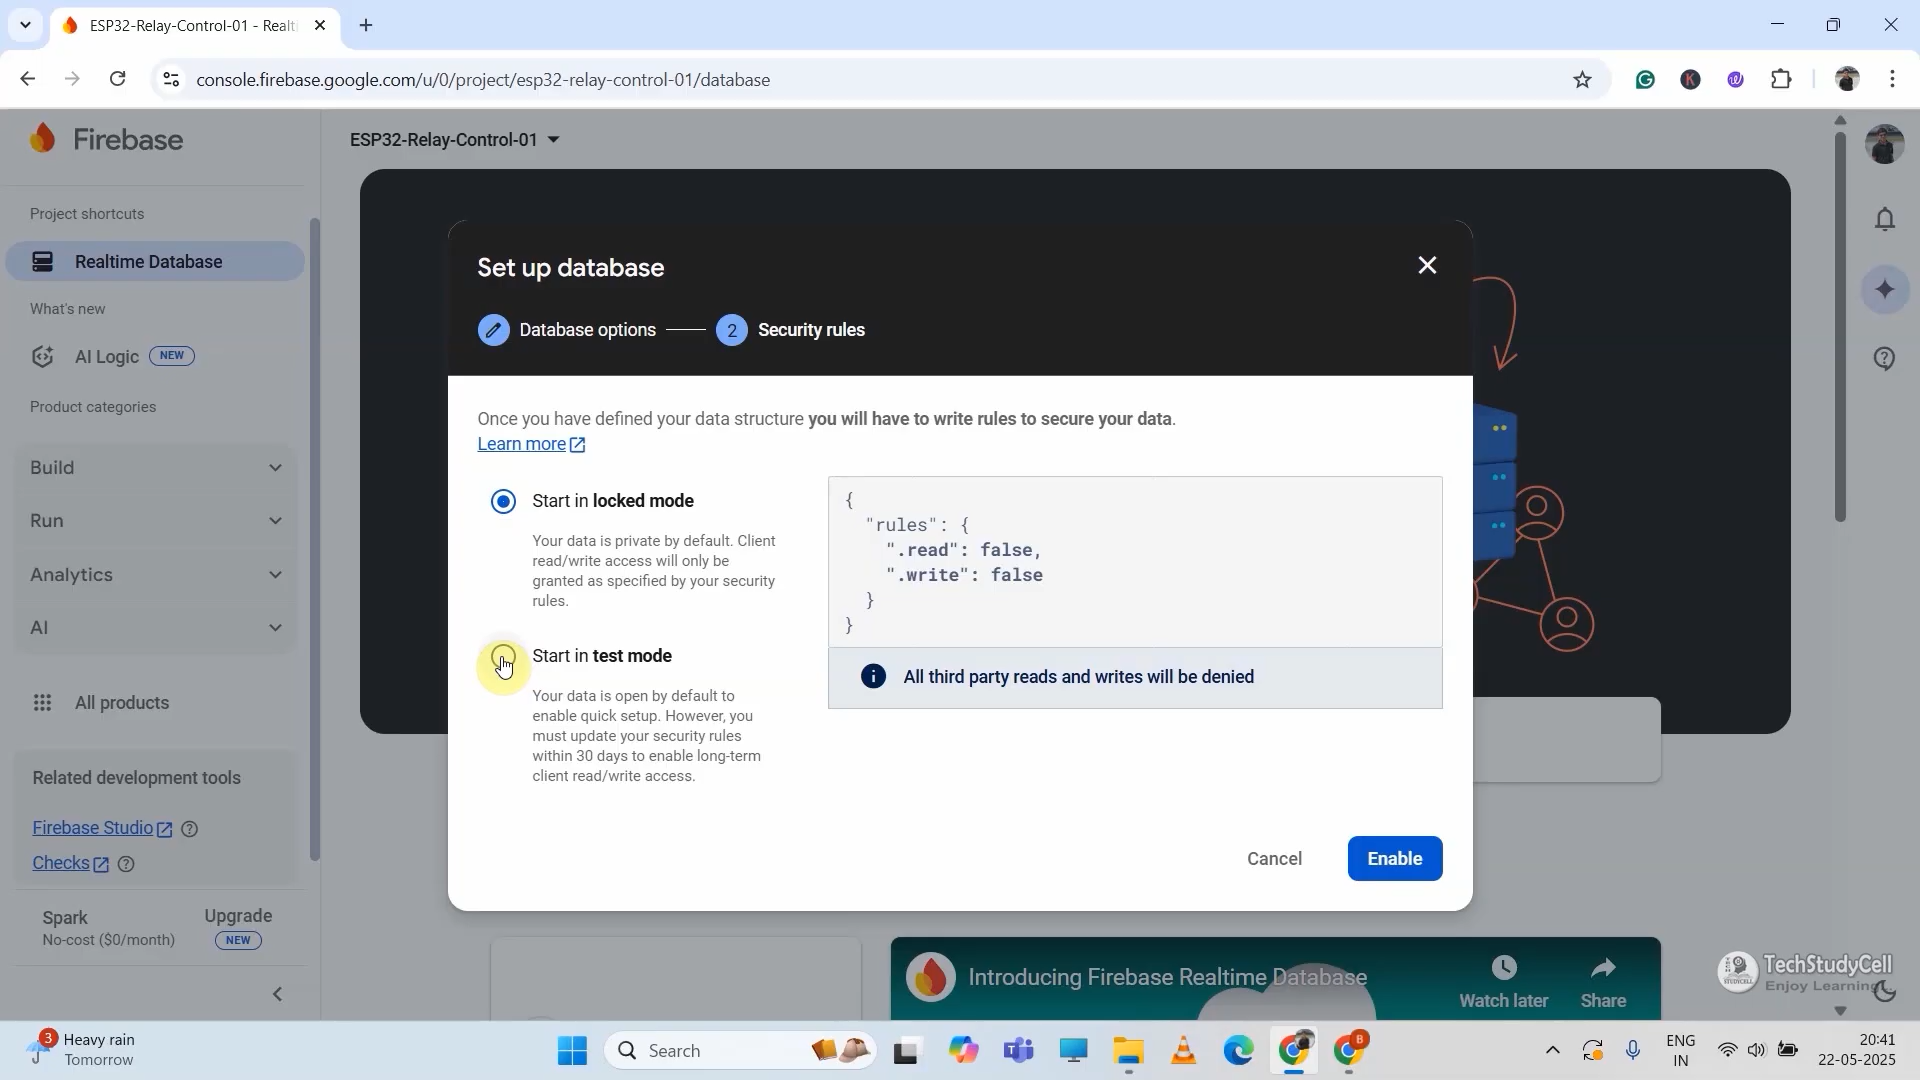 ESP32-Relay-Control-01 - Realti
console.firebase.google.com/u/0/project/esp32-relay-control-01/database
Firebase
ESP32-Relay-Control-01
Project shortcuts
Realtime Database
What's new
AI Logic NEW
Product categories
Build
Run
Analytics
AI
All products
Related development tools
Firebase Studio
Checks
Spark
No-cost ($0/month)
Upgrade
NEW
Set up database
Database options
2 Security rules
Once you have defined your data structure you will have to write rules to secure your data.
Learn more
Start in locked mode
Your data is private by default. Client
read/write access will only be
granted as specified by your security
rules.
Start in test mode
Your data is open by default to
enable quick setup. However, you
must update your security rules
within 30 days to enable long-term
client read/write access.
{
"rules": {
".read": false,
".write": false
}
}
All third party reads and writes will be denied
Cancel
Enable
Introducing Firebase Realtime Database
Watch later
Share
TechStudyCell
Enjoy Learning
STUDYCELL
3
Heavy rain
Tomorrow
Search
B
ENG
IN
20:41
22-05-2025